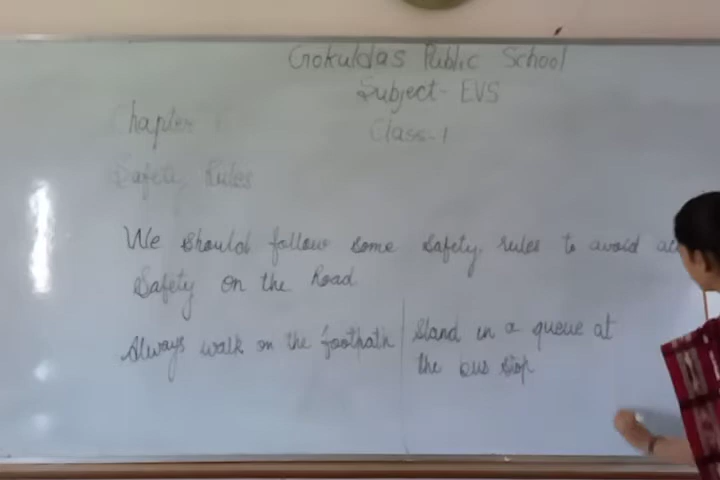 Gokuldas Public School
Subject- EVS
Class-1
Chapter
Safety Rules
We should follow some safety rules to avoid
Safety on the Road
Always walk on the footpath
Stand in a queue at
the bus stop